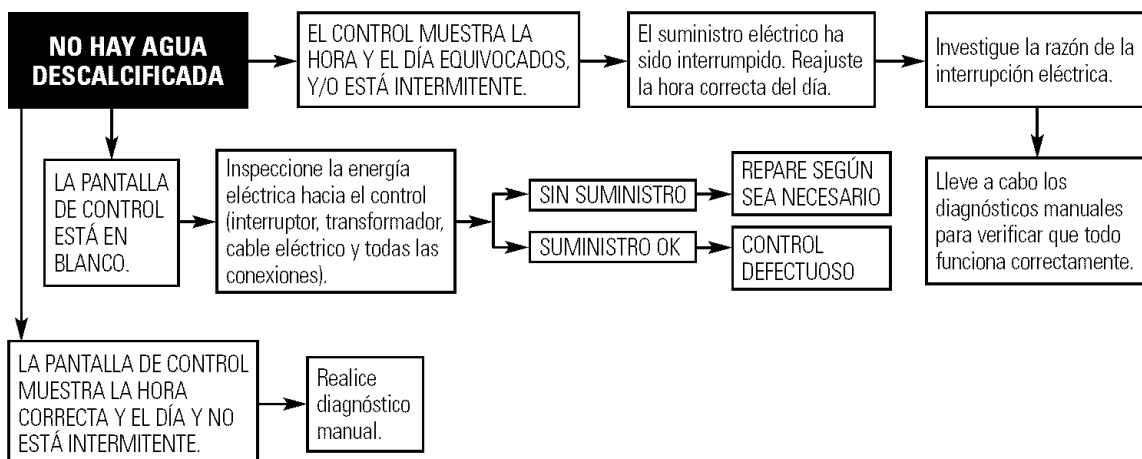 NO HAY AGUA
DESCALCIFICADA
EL CONTROL MUESTRA LA
HORA Y EL DÍA EQUIVOCADOS,
Y/O ESTÁ INTERMITENTE.
El suministro eléctrico ha
sido interrumpido. Reajuste
la hora correcta del día.
Investigue la razón de la
interrupción eléctrica.
Lleve a cabo los
diagnósticos manuales
para verificar que todo
funciona correctamente.
LA PANTALLA
DE CONTROL
ESTÁ EN
BLANCO.
Inspeccione la energía
eléctrica hacia el control
(interruptor, transformador,
cable eléctrico y todas las
conexiones).
SIN SUMINISTRO
REPARE SEGÚN
SEA NECESARIO
SUMINISTRO OK
CONTROL
DEFECTUOSO
LA PANTALLA DE CONTROL
MUESTRA LA HORA
CORRECTA Y EL DÍA Y NO
ESTÁ INTERMITENTE.
Realice
diagnóstico
manual.